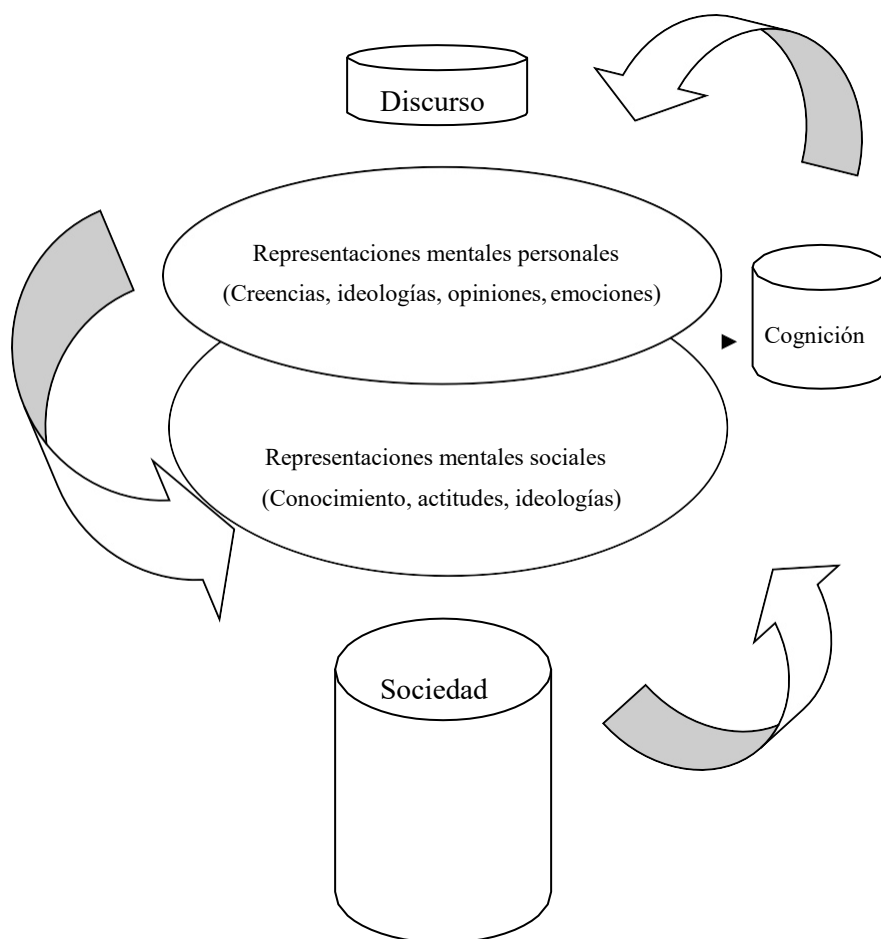 Discurso
Representaciones mentales personales
(Creencias, ideologías, opiniones, emociones)
Cognición
Representaciones mentales sociales
(Conocimiento, actitudes, ideologías)
Sociedad